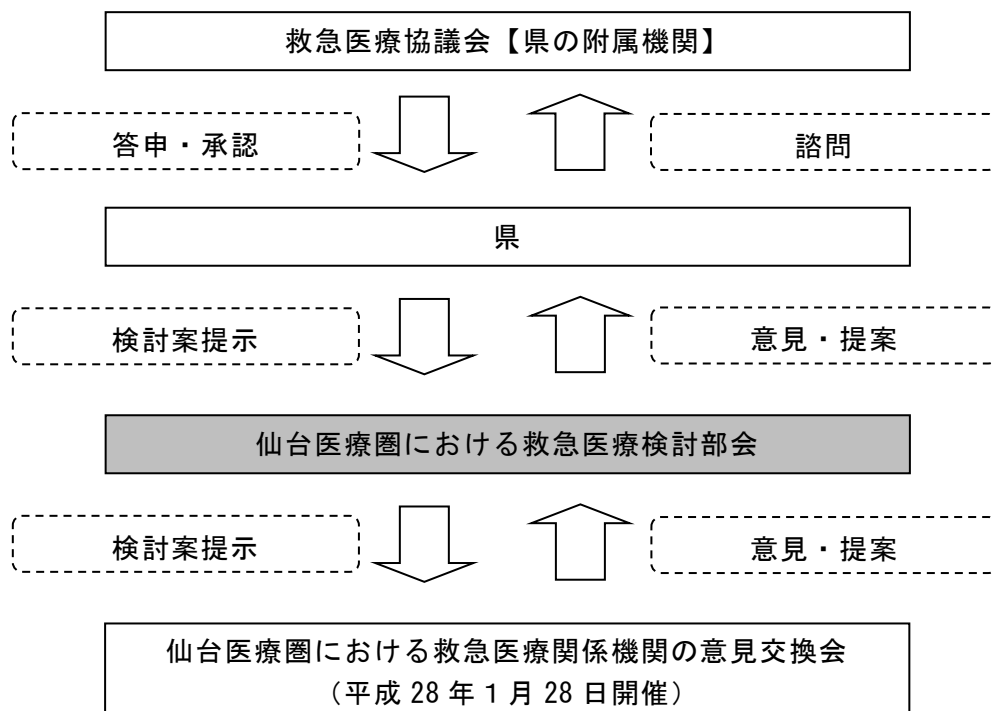 救急医療協議会【県の附属機関】
答申・承認
諮問
県
検討案提示
意見・提案
仙台医療圏における救急医療検討部会
検討案提示
意見・提案
仙台医療圏における救急医療関係機関の意見交換会
（平成 28 年 1 月 28 日開催）